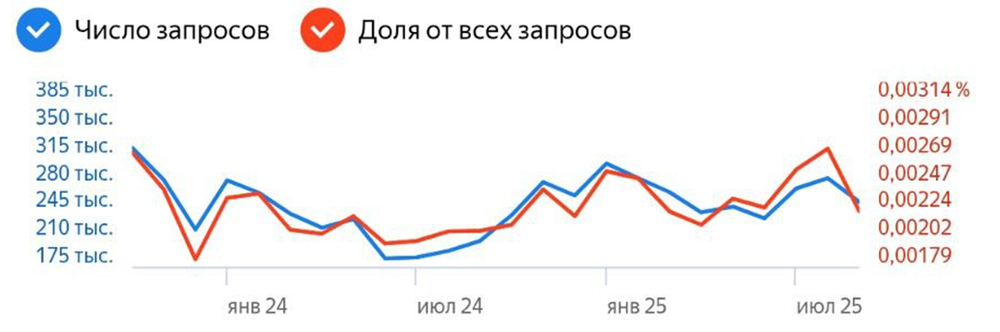 Число запросов Доля от всех запросов
385 тыс. 0,00314 %
350 тыс. 0,00291
315 тыс. 0,00269
280 тыс. 0,00247
245 тыс. 0,00224
210 тыс. 0,00202
175 тыс. 0,00179
янв 24 июл 24 янв 25 июл 25